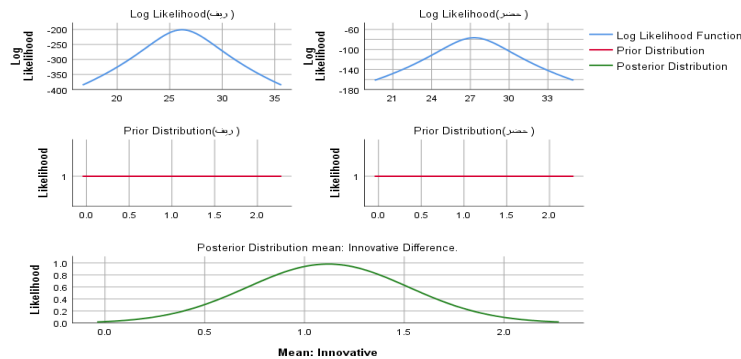 Log Likelihood(ريف)
Log Likelihood
-200
-250
-300
-350
-400
20 25 30 35
Log Likelihood(حضر)
Log Likelihood
-60
-100
-140
-180
21 24 27 30 33
Log Likelihood Function
Prior Distribution
Posterior Distribution
Prior Distribution(ريف)
Likelihood
1
0.0 0.5 1.0 1.5 2.0
Prior Distribution(حضر)
Likelihood
1
0.0 0.5 1.0 1.5 2.0
Posterior Distribution mean: Innovative Difference.
Likelihood
1.0
0.8
0.6
0.4
0.2
0.0
0.0 0.5 1.0 1.5 2.0
Mean: Innovative